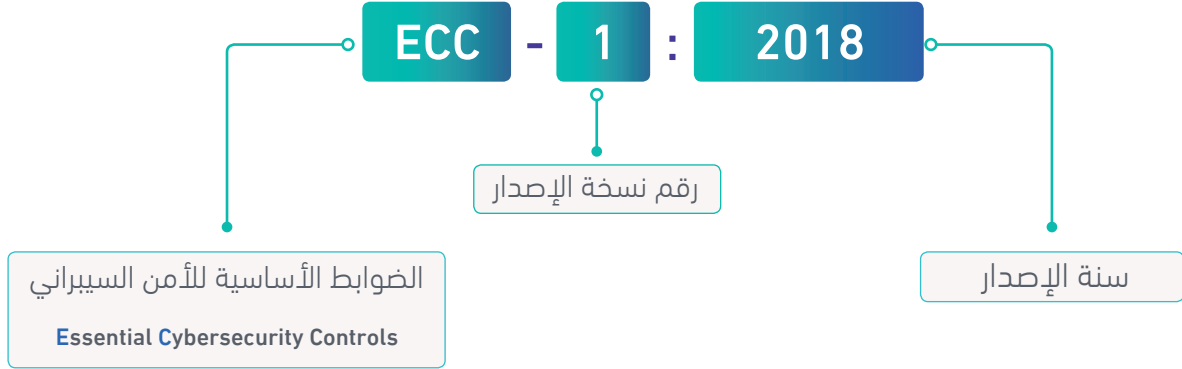 ECC - 1 : 2018
رقم نسخة الإصدار
الضوابط الأساسية للأمن السيبراني
Essential Cybersecurity Controls
سنة الإصدار